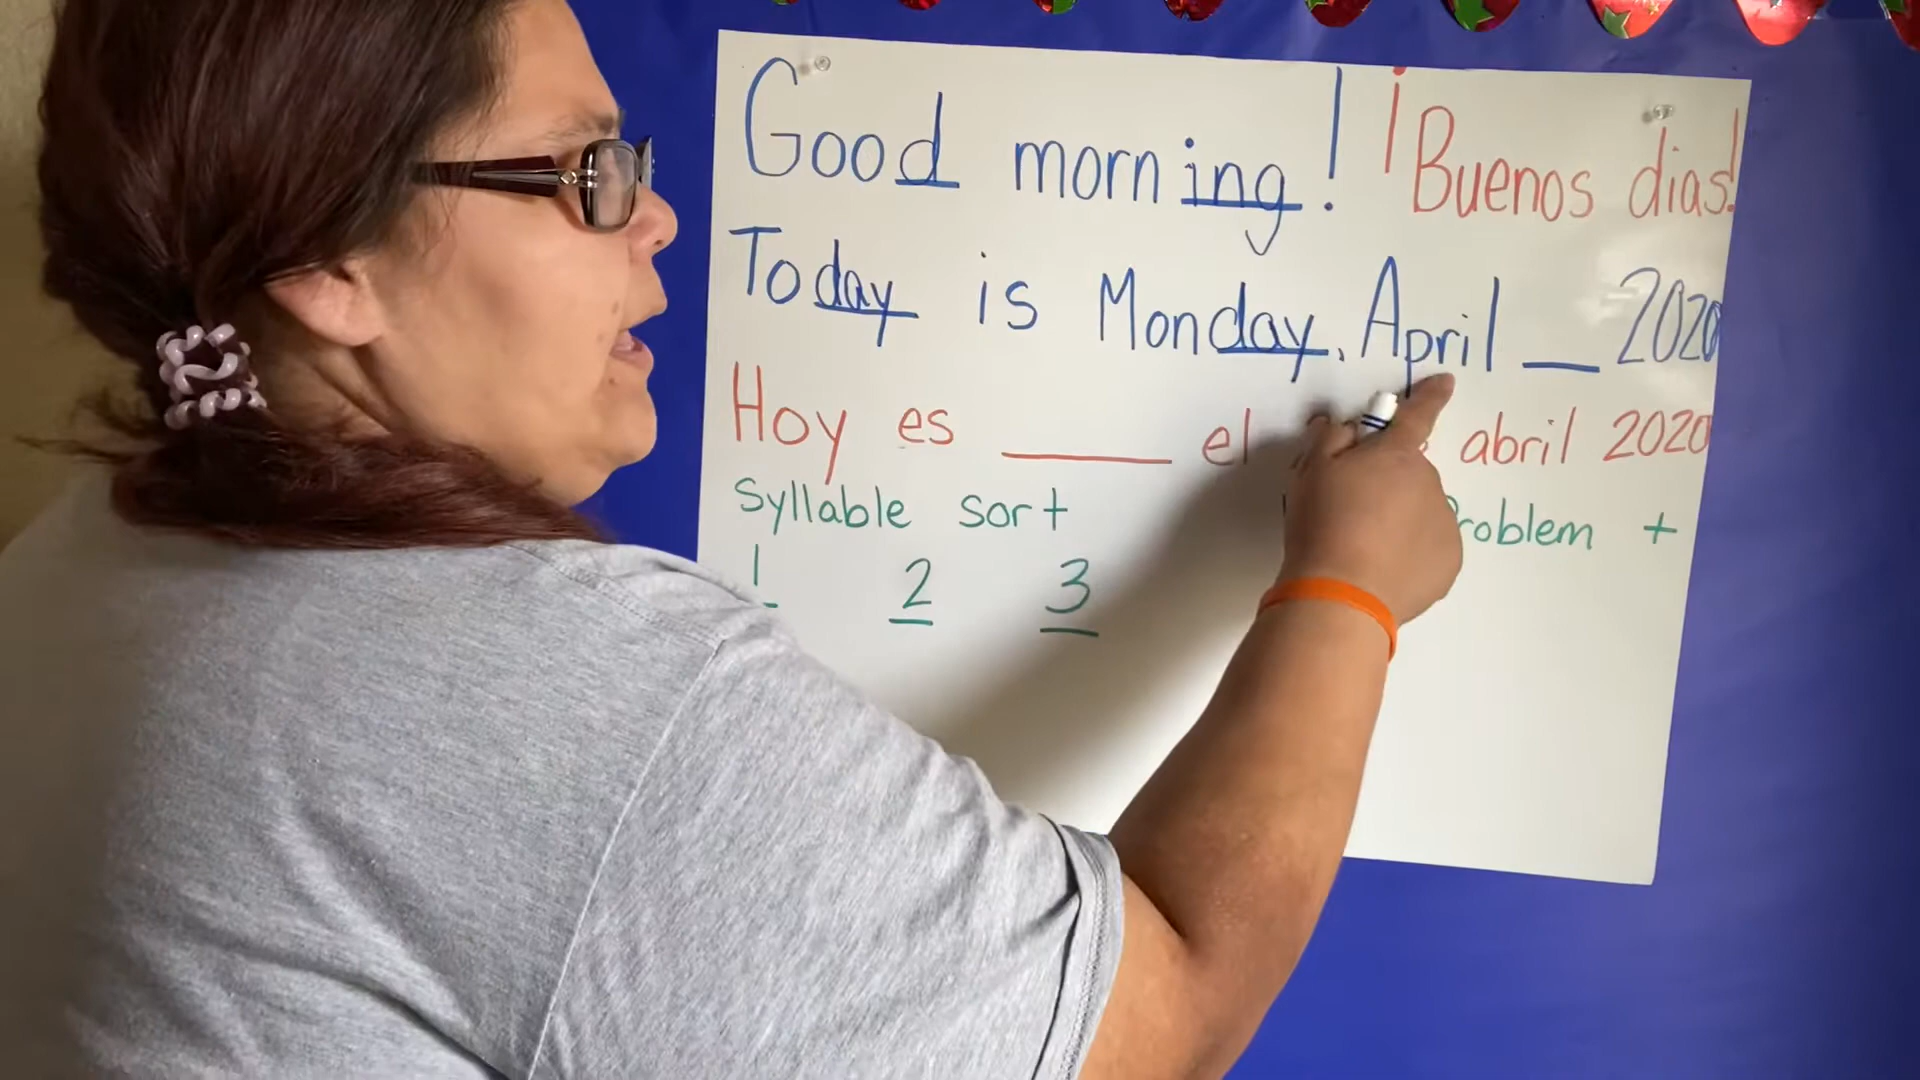 Good morning! ¡Buenos dias!
Today is Monday, April __ 2020
Hoy es ____ el abril 2020
Syllable sort Problem +
1 2 3